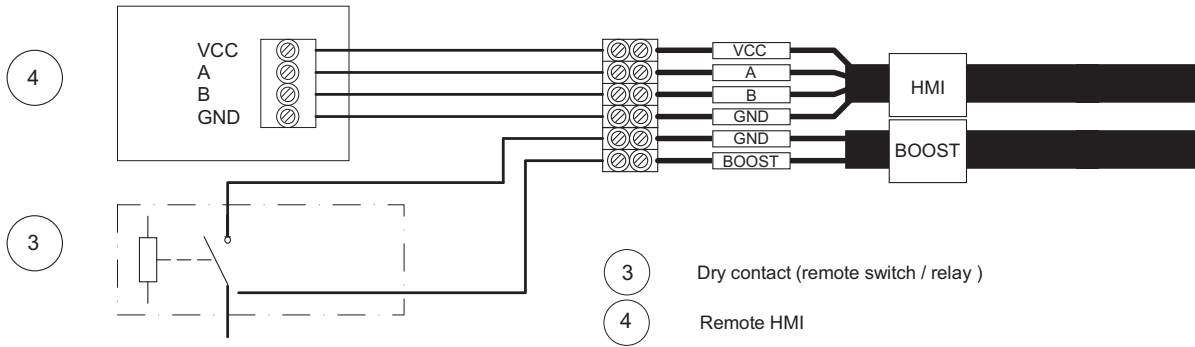 4
VCC
A
B
GND
VCC
A
B
GND
GND
BOOST
HMI
BOOST
3
3 Dry contact (remote switch / relay )
4 Remote HMI